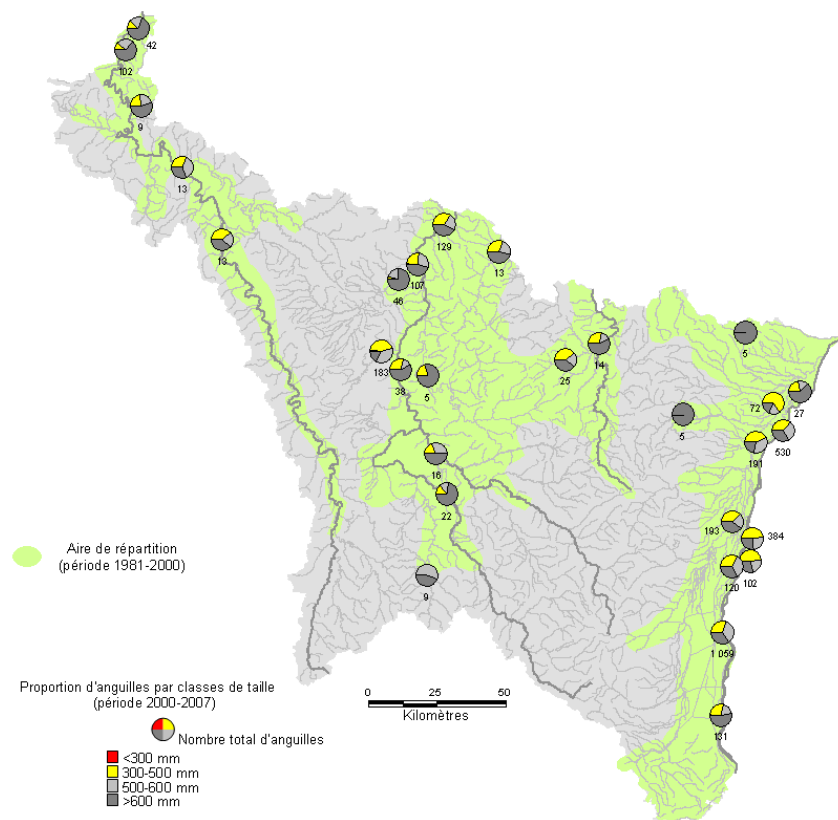 42
102
9
13
13
129
13
107
46
183
38
5
25
14
5
72
27
5
530
191
16
22
193
384
9
120
102
1 059
131
Aire de répartition
(période 1981-2000)
Proportion d'anguilles par classes de taille
(période 2000-2007)
Nombre total d'anguilles
<300 mm
300-500 mm
500-600 mm
>600 mm
0 25 50
Kilomètres